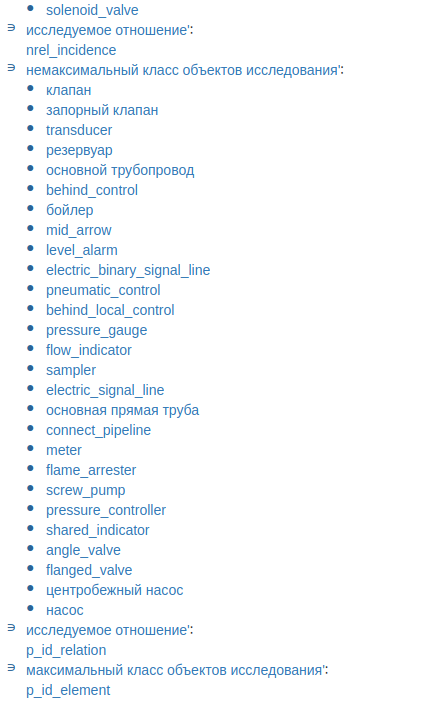 • solenoid_valve
∍ исследуемое отношение':
nrel_incidence
∍ немаксимальный класс объектов исследования':
• клапан
• запорный клапан
• transducer
• резервуар
• основной трубопровод
• behind_control
• бойлер
• mid_arrow
• level_alarm
• electric_binary_signal_line
• pneumatic_control
• behind_local_control
• pressure_gauge
• flow_indicator
• sampler
• electric_signal_line
• основная прямая труба
• connect_pipeline
• meter
• flame_arrester
• screw_pump
• pressure_controller
• shared_indicator
• angle_valve
• flanged_valve
• центробежный насос
• насос
∍ исследуемое отношение':
p_id_relation
∍ максимальный класс объектов исследования':
p_id_element